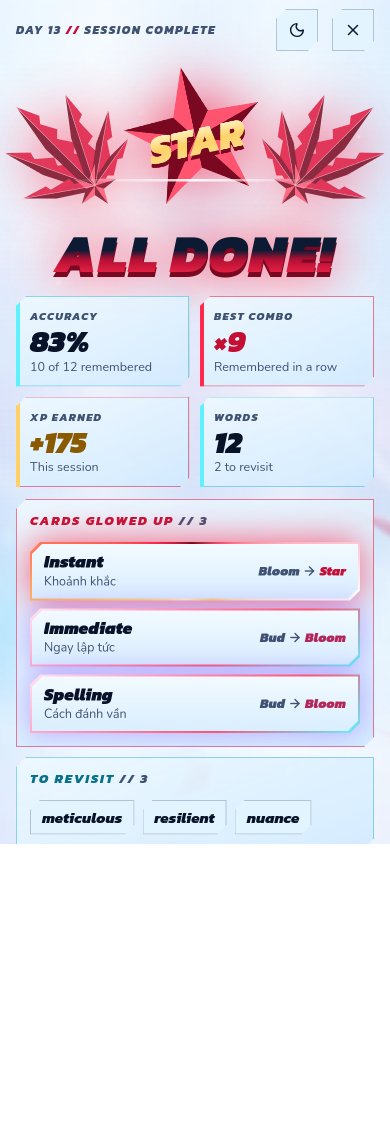 DAY 13 // SESSION COMPLETE
STAR
ALL DONE!
ACCURACY
83%
10 of 12 remembered
BEST COMBO
×9
Remembered in a row
XP EARNED
+175
This session
WORDS
12
2 to revisit
CARDS GLOWED UP // 3
Instant
Khoảnh khắc
Bloom → Star
Immediate
Ngay lập tức
Bud → Bloom
Spelling
Cách đánh vần
Bud → Bloom
TO REVISIT // 3
meticulous resilient nuance